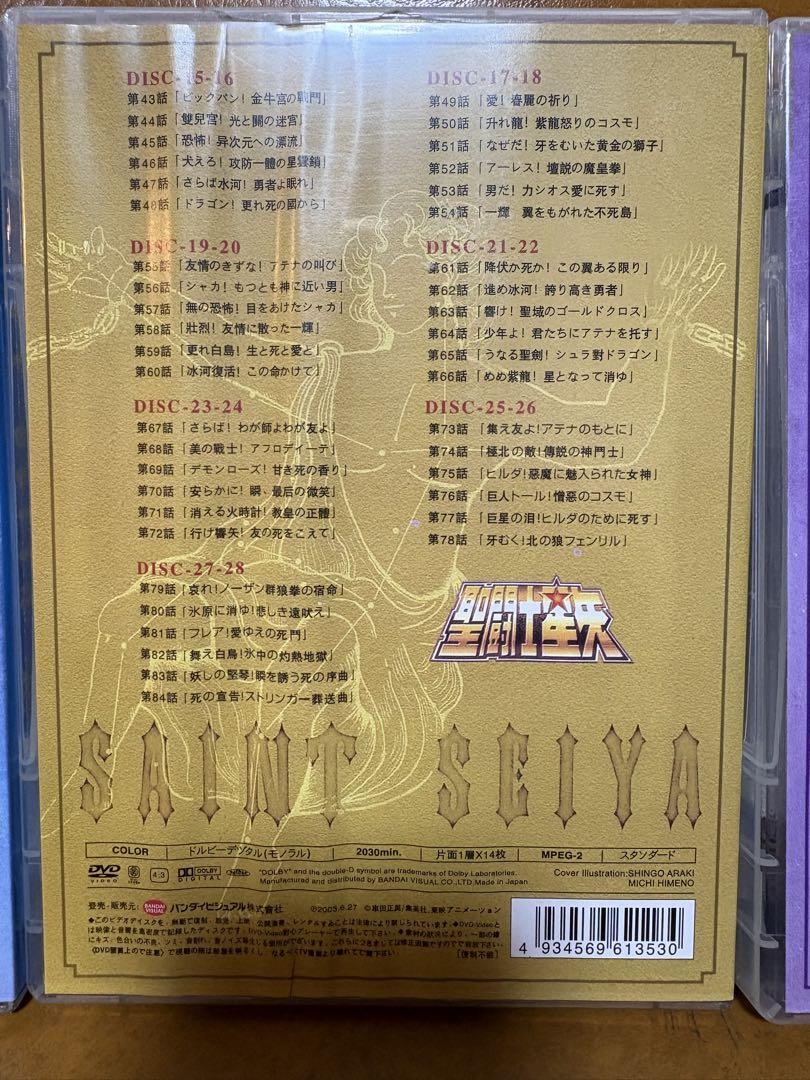 DISC-15-16
第43話「ビックバン! 金牛宮の戰鬥」
第44話「雙兒宮! 光と闇の迷宮」
第45話「恐怖! 异次元への漂流」
第46話「犬えろ! 攻防一體の星雲鎖」
第47話「さらば氷河! 勇者よ眠れ」
第48話「ドラゴン! 更れ死の國から」
DISC-17-18
第49話「愛! 春麗の祈り」
第50話「升れ龍! 紫龍怒りのコスモ」
第51話「なぜだ! 牙をむいた黄金の獅子」
第52話「アーレス! 壇説の魔皇拳」
第53話「男だ! カシオス愛に死す」
第54話「一輝 翼をもがれた不死島」
DISC-19-20
第55話「友情のきずな! アテナの叫び」
第56話「シャカ! もつとも神に近い男」
第57話「無の恐怖! 目をあけたシャカ」
第58話「壯烈! 友情に散った一輝」
第59話「更れ白島! 生と死と愛と」
第60話「冰河復活! この命かけて」
DISC-21-22
第61話「降伏か死か! この翼ある限り」
第62話「進め冰河! 誇り高き勇者」
第63話「響け! 聖域のゴールドクロス」
第64話「少年よ! 君たちにアテナを托す」
第65話「うなる聖劍! シュラ對ドラゴン」
第66話「めめ紫龍! 星となって消ゆ」
DISC-23-24
第67話「さらば! わが師よわが友よ」
第68話「美の戰士! アフロデイーテ」
第69話「デモンローズ! 甘き死の香り」
第70話「安らかに! 瞬、最后の微笑」
第71話「消える火時計! 教皇の正體」
第72話「行け響矢! 友の死をこえて」
DISC-25-26
第73話「集え友よ!アテナのもとに」
第74話「極北の敵!傳説の神鬥士」
第75話「ヒルダ!惡魔に魅入られた女神」
第76話「巨人トール!憎惡のコスモ」
第77話「巨星の泪!ヒルダのために死す」
第78話「牙むく!北の狼フェンリル」
DISC-27-28
第79話「哀れ!ノーザン群狼拳の宿命」
第80話「氷原に消ゆ!悲しき遠吠え」
第81話「フレア!愛ゆえの死鬥」
第82話「舞え白鳥!氷中の灼熱地獄」
第83話「妖しの堅琴!瞬を誘う死の序曲」
第84話「死の宣告!ストリンガー葬送曲」
聖闘士星矢
SAINT SEIYA
COLOR ドルビーデジタル(モノラル) 2030min. 片面1層X14枚 MPEG-2 スタンダード
DVD VIDEO 4:3 DOLBY DIGITAL
"DOLBY" and the double-D symbol are trademarks of Dolby Laboratories.
Manufactured and distributed by BANDAI VISUAL CO.,LTD.Made in Japan
Cover Illustration:SHINGO ARAKI
MICHI HIMENO
登売・販売元: BANDAI VISUAL バンダイビジュアル株式會社 ℗2003.6.27 ©車田正美/集英社、東映アニメーション
[復制不能]
4 934569 613530